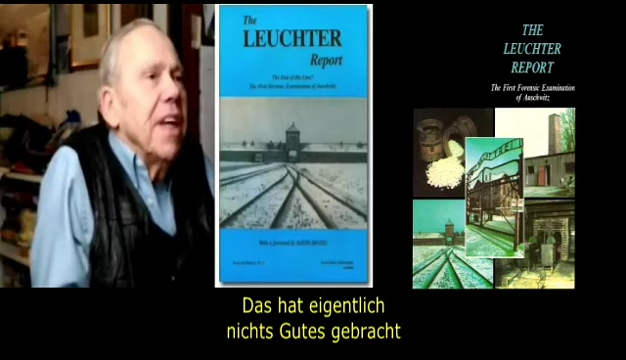 The
LEUCHTER
Report
The End of the Line?
The First Forensic Examination of Auschwitz
With a foreword by DAVID IRVING
THE
LEUCHTER
REPORT
The First Forensic Examination
of Auschwitz
Das hat eigentlich
nichts Gutes gebracht